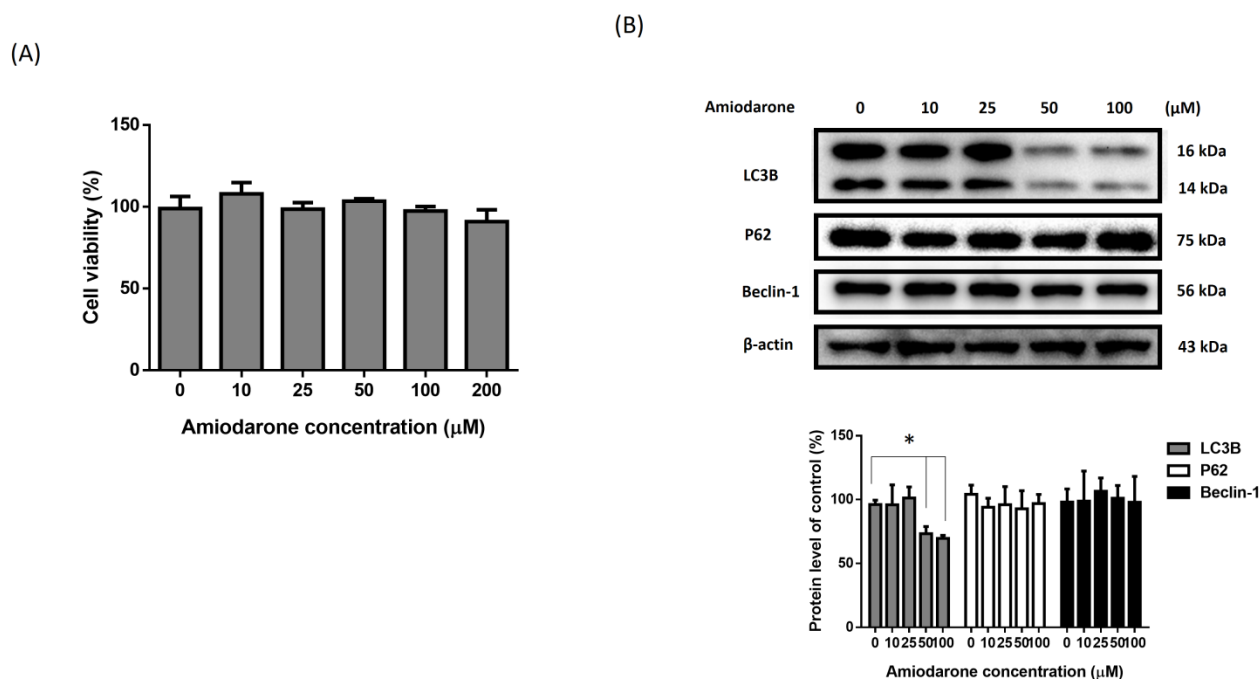 (A)
150
100
50
0
Cell viability (%)
0 10 25 50 100 200
Amiodarone concentration (μM)
(B)
Amiodarone 0 10 25 50 100 (μM)
LC3B
16 kDa
14 kDa
P62 75 kDa
Beclin-1 56 kDa
β-actin 43 kDa
150
100
50
0
Protein level of control (%)
*
LC3B
P62
Beclin-1
0 10 25 50 100 0 10 25 50 100 0 10 25 50 100
Amiodarone concentration (μM)